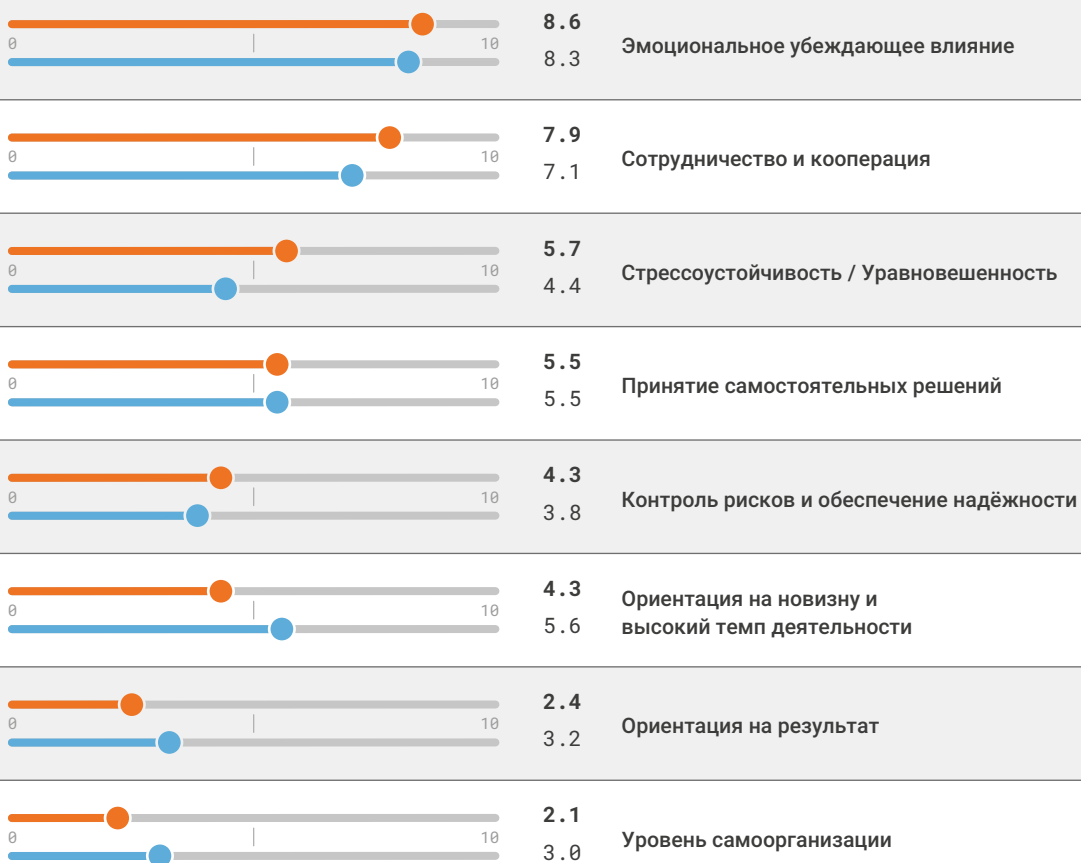 8.6
0 | 10
8.3
Эмоциональное убеждающее влияние
7.9
0 | 10
7.1
Сотрудничество и кооперация
5.7
0 | 10
4.4
Стрессоустойчивость / Уравновешенность
5.5
0 | 10
5.5
Принятие самостоятельных решений
4.3
0 | 10
3.8
Контроль рисков и обеспечение надёжности
4.3
0 | 10
5.6
Ориентация на новизну и
высокий темп деятельности
2.4
0 | 10
3.2
Ориентация на результат
2.1
0 | 10
3.0
Уровень самоорганизации